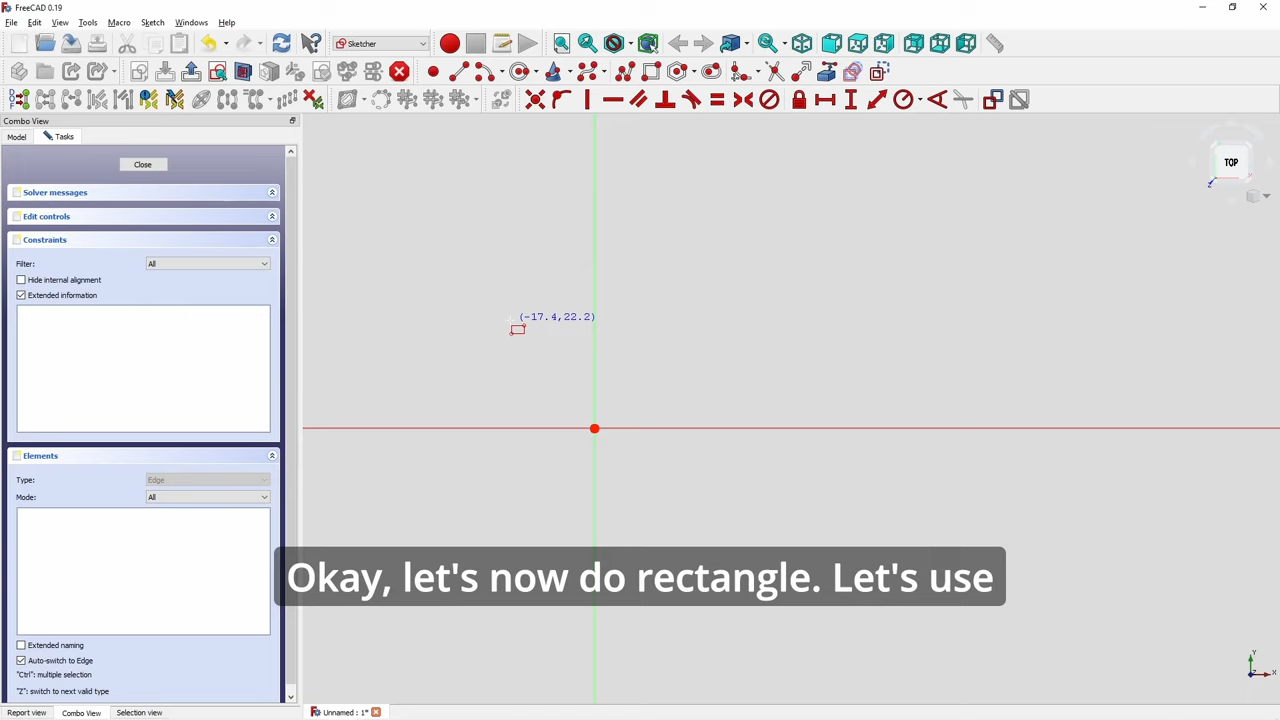 FreeCAD 0.19
File Edit View Tools Macro Sketch Windows Help
Sketcher
Combo View
Model Tasks
Close
Solver messages
Edit controls
Constraints
Filter: All
Hide internal alignment
Extended information
Elements
Type: Edge
Mode: All
Extended naming
Auto-switch to Edge
"Ctrl": multiple selection
"Z": switch to next valid type
Report view Combo View Selection view
(-17.4,22.2)
TOP
Okay, let's now do rectangle. Let's use
Y
X
Z
Unnamed : 1*